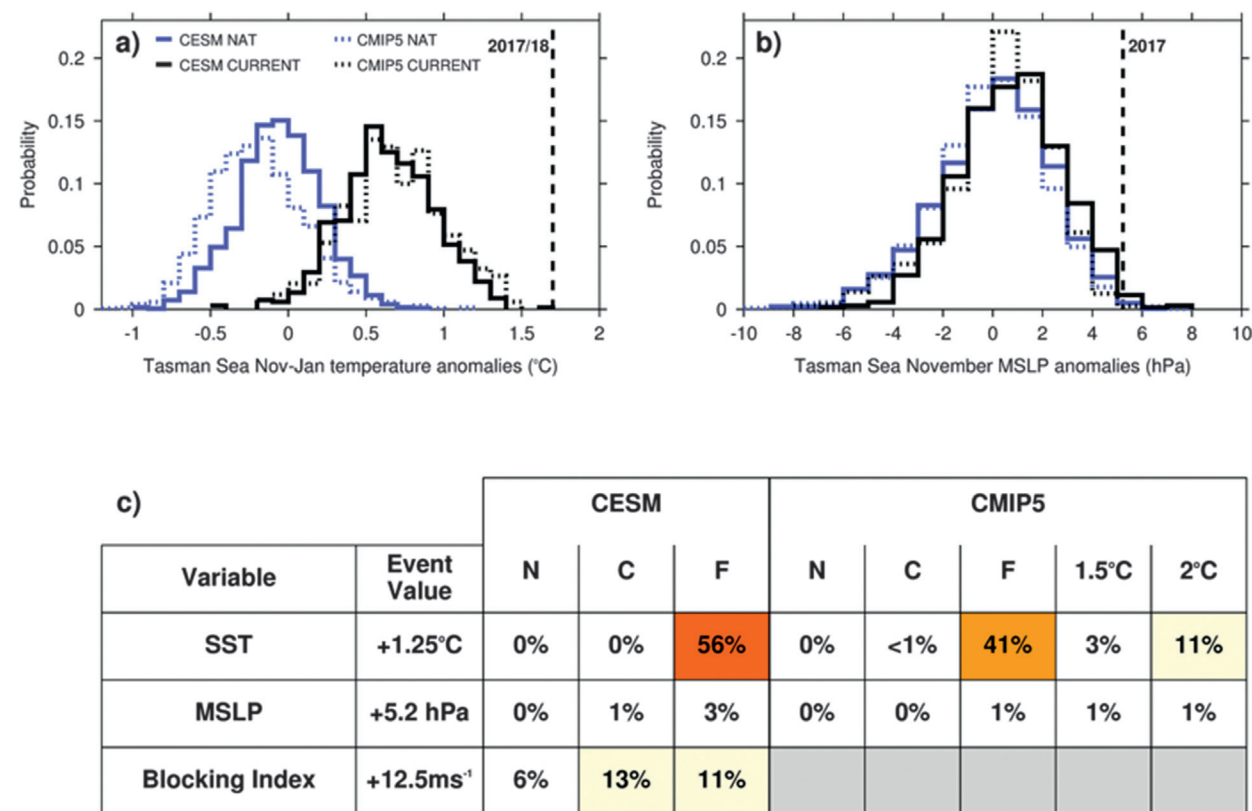 a)
CESM NAT
CMIP5 NAT
2017/18
CESM CURRENT
CMIP5 CURRENT
0.2
0.15
0.1
0.05
0
Probability
-1
-0.5
0
0.5
1
1.5
2
Tasman Sea Nov-Jan temperature anomalies (°C)
b)
2017
0.2
0.15
0.1
0.05
0
Probability
-10
-8
-6
-4
-2
0
2
4
6
8
10
Tasman Sea November MSLP anomalies (hPa)
c)
CESM
CMIP5
Variable
Event
Value
N
C
F
N
C
F
1.5°C
2°C
SST
+1.25°C
0%
0%
56%
0%
<1%
41%
3%
11%
MSLP
+5.2 hPa
0%
1%
3%
0%
0%
1%
1%
1%
Blocking Index
+12.5ms⁻¹
6%
13%
11%